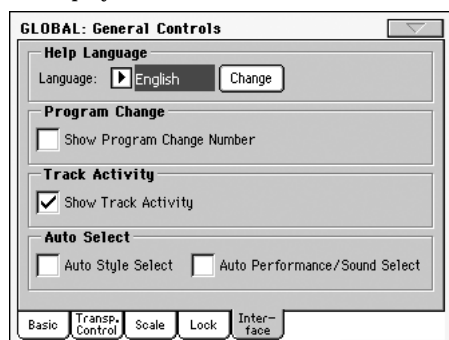 GLOBAL: General Controls
Help Language
Language: English Change
Program Change
Show Program Change Number
Track Activity
Show Track Activity
Auto Select
Auto Style Select Auto Performance/Sound Select
Basic Transp. Control Scale Lock Inter-face